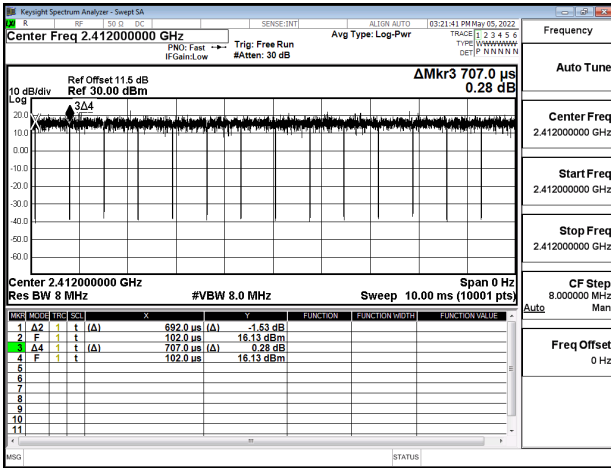 Keysight Spectrum Analyzer - Swept SA
R RF 50 Ω DC SENSE:INT ALIGN AUTO 03:21:41 PM May 05, 2022
Center Freq 2.412000000 GHz
PNO: Fast
IFGain:Low
Trig: Free Run
#Atten: 30 dB
Avg Type: Log-Pwr
TRACE 1 2 3 4 5 6
TYPE WWWWWW
DET P N N N N N
Frequency
Auto Tune
Center Freq
2.412000000 GHz
Start Freq
2.412000000 GHz
Stop Freq
2.412000000 GHz
CF Step
8.000000 MHz
Auto Man
Freq Offset
0 Hz
ΔMkr3 707.0 µs
0.28 dB
Ref Offset 11.5 dB
10 dB/div Ref 30.00 dBm
Log
3Δ4
20.0
10.0
0.00
-10.0
-20.0
-30.0
-40.0
-50.0
-60.0
Center 2.412000000 GHz Span 0 Hz
Res BW 8 MHz #VBW 8.0 MHz Sweep 10.00 ms (10001 pts)
MKR MODE TRC SCL X Y FUNCTION FUNCTION WIDTH FUNCTION VALUE
1 Δ2 1 t (Δ) 692.0 µs (Δ) -1.53 dB
2 F 1 t 102.0 µs 16.13 dBm
3 Δ4 1 t (Δ) 707.0 µs (Δ) 0.28 dB
4 F 1 t 102.0 µs 16.13 dBm
5
6
7
8
9
10
11
MSG STATUS